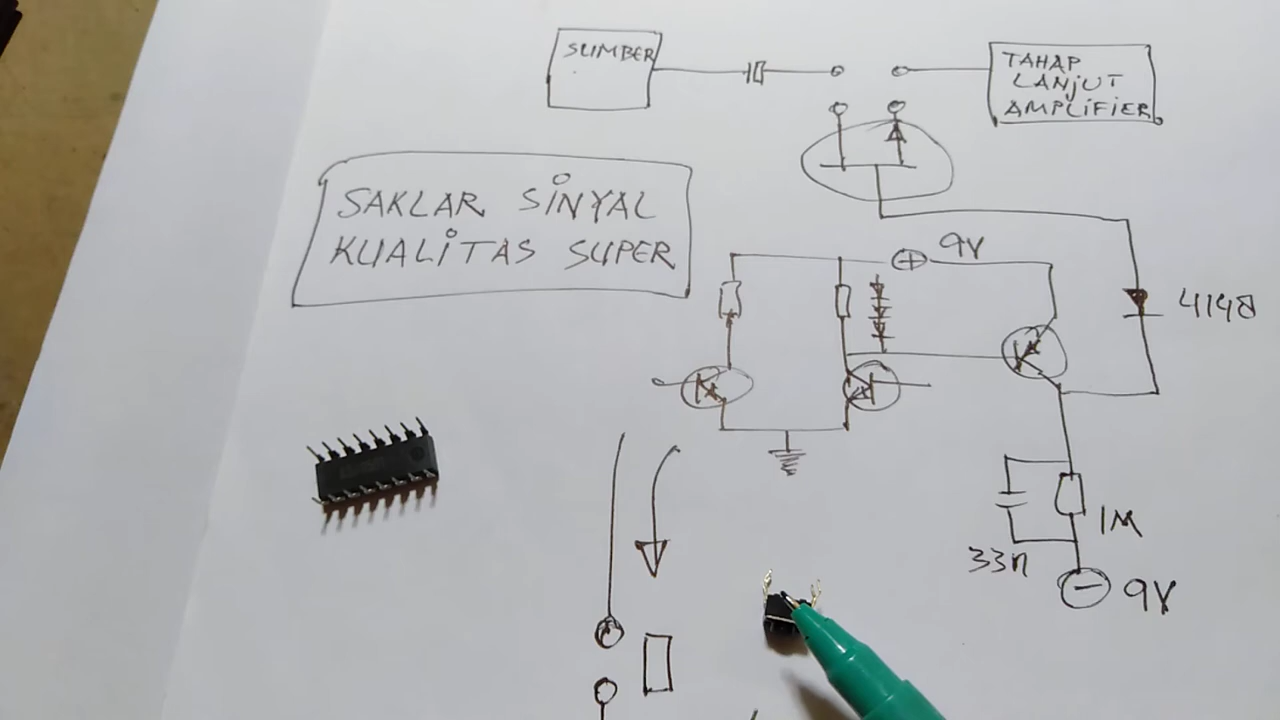 SUMBER
TAHAP
LANJUT
AMPLIFIER
SAKLAR SINYAL
KUALITAS SUPER
+ 9V
4148
1M
33n
- 9V